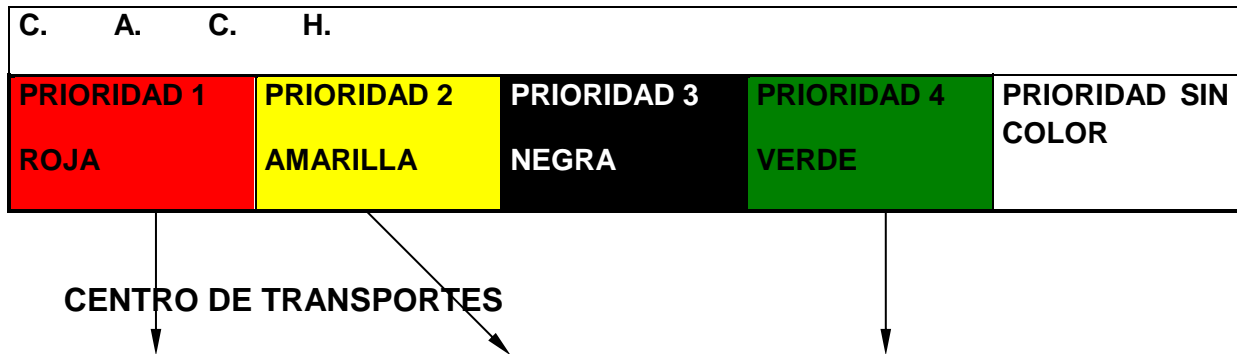 C. A. C. H.
PRIORIDAD 1
ROJA
PRIORIDAD 2
AMARILLA
PRIORIDAD 3
NEGRA
PRIORIDAD 4
VERDE
PRIORIDAD SIN
COLOR
CENTRO DE TRANSPORTES